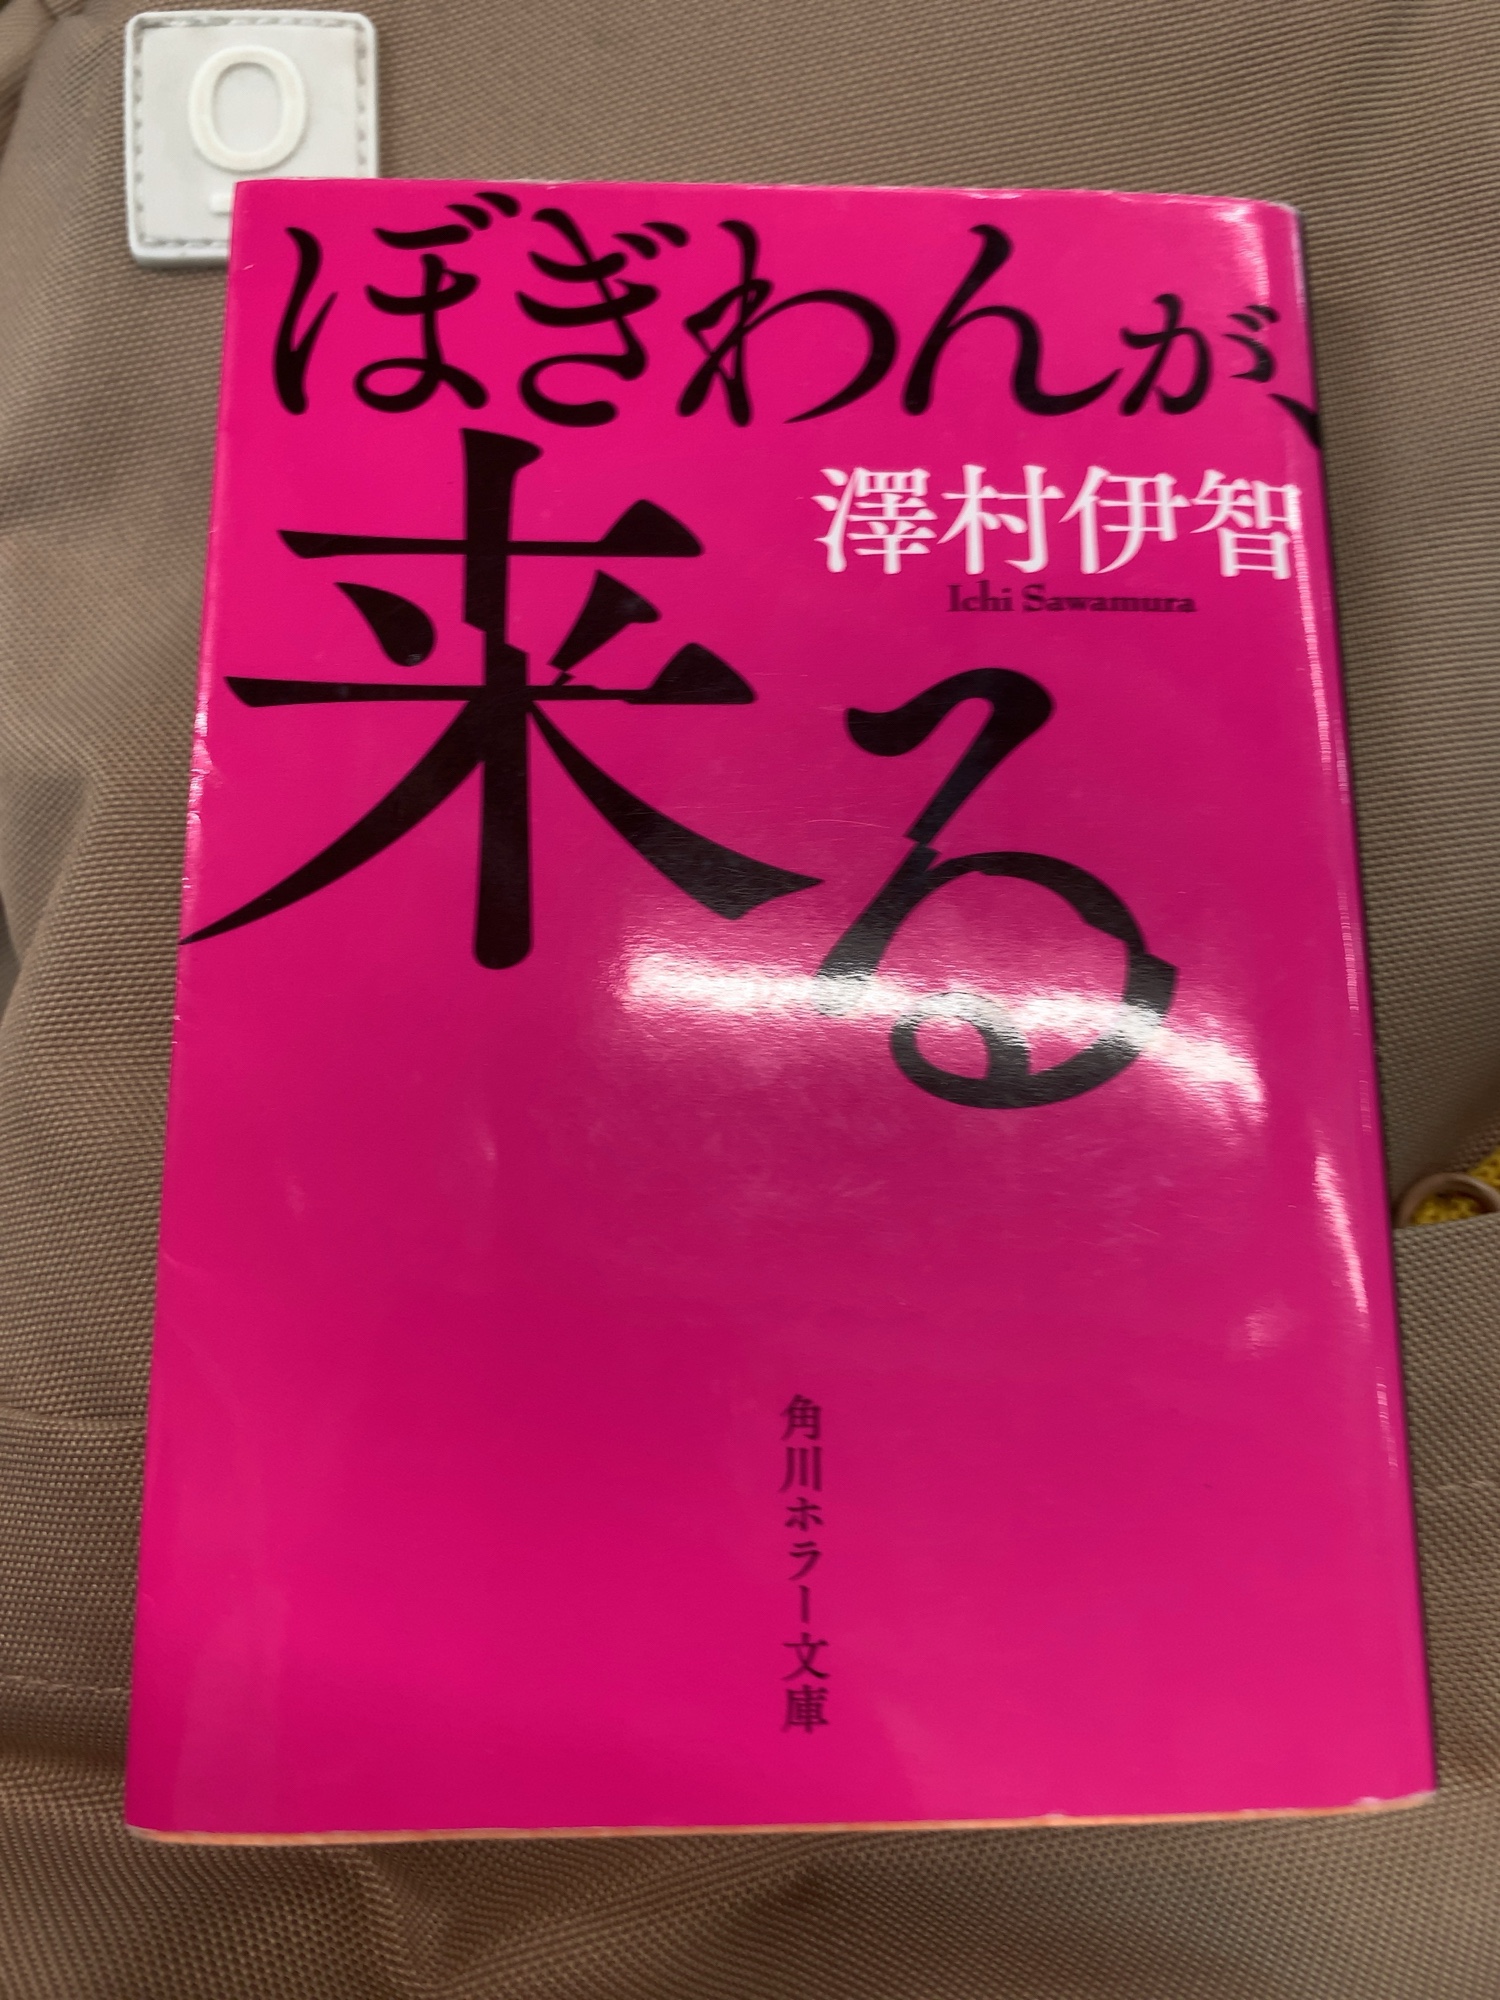 O
ぼぎわんが、
来る
澤村伊智
Ichi Sawamura
角川ホラー文庫